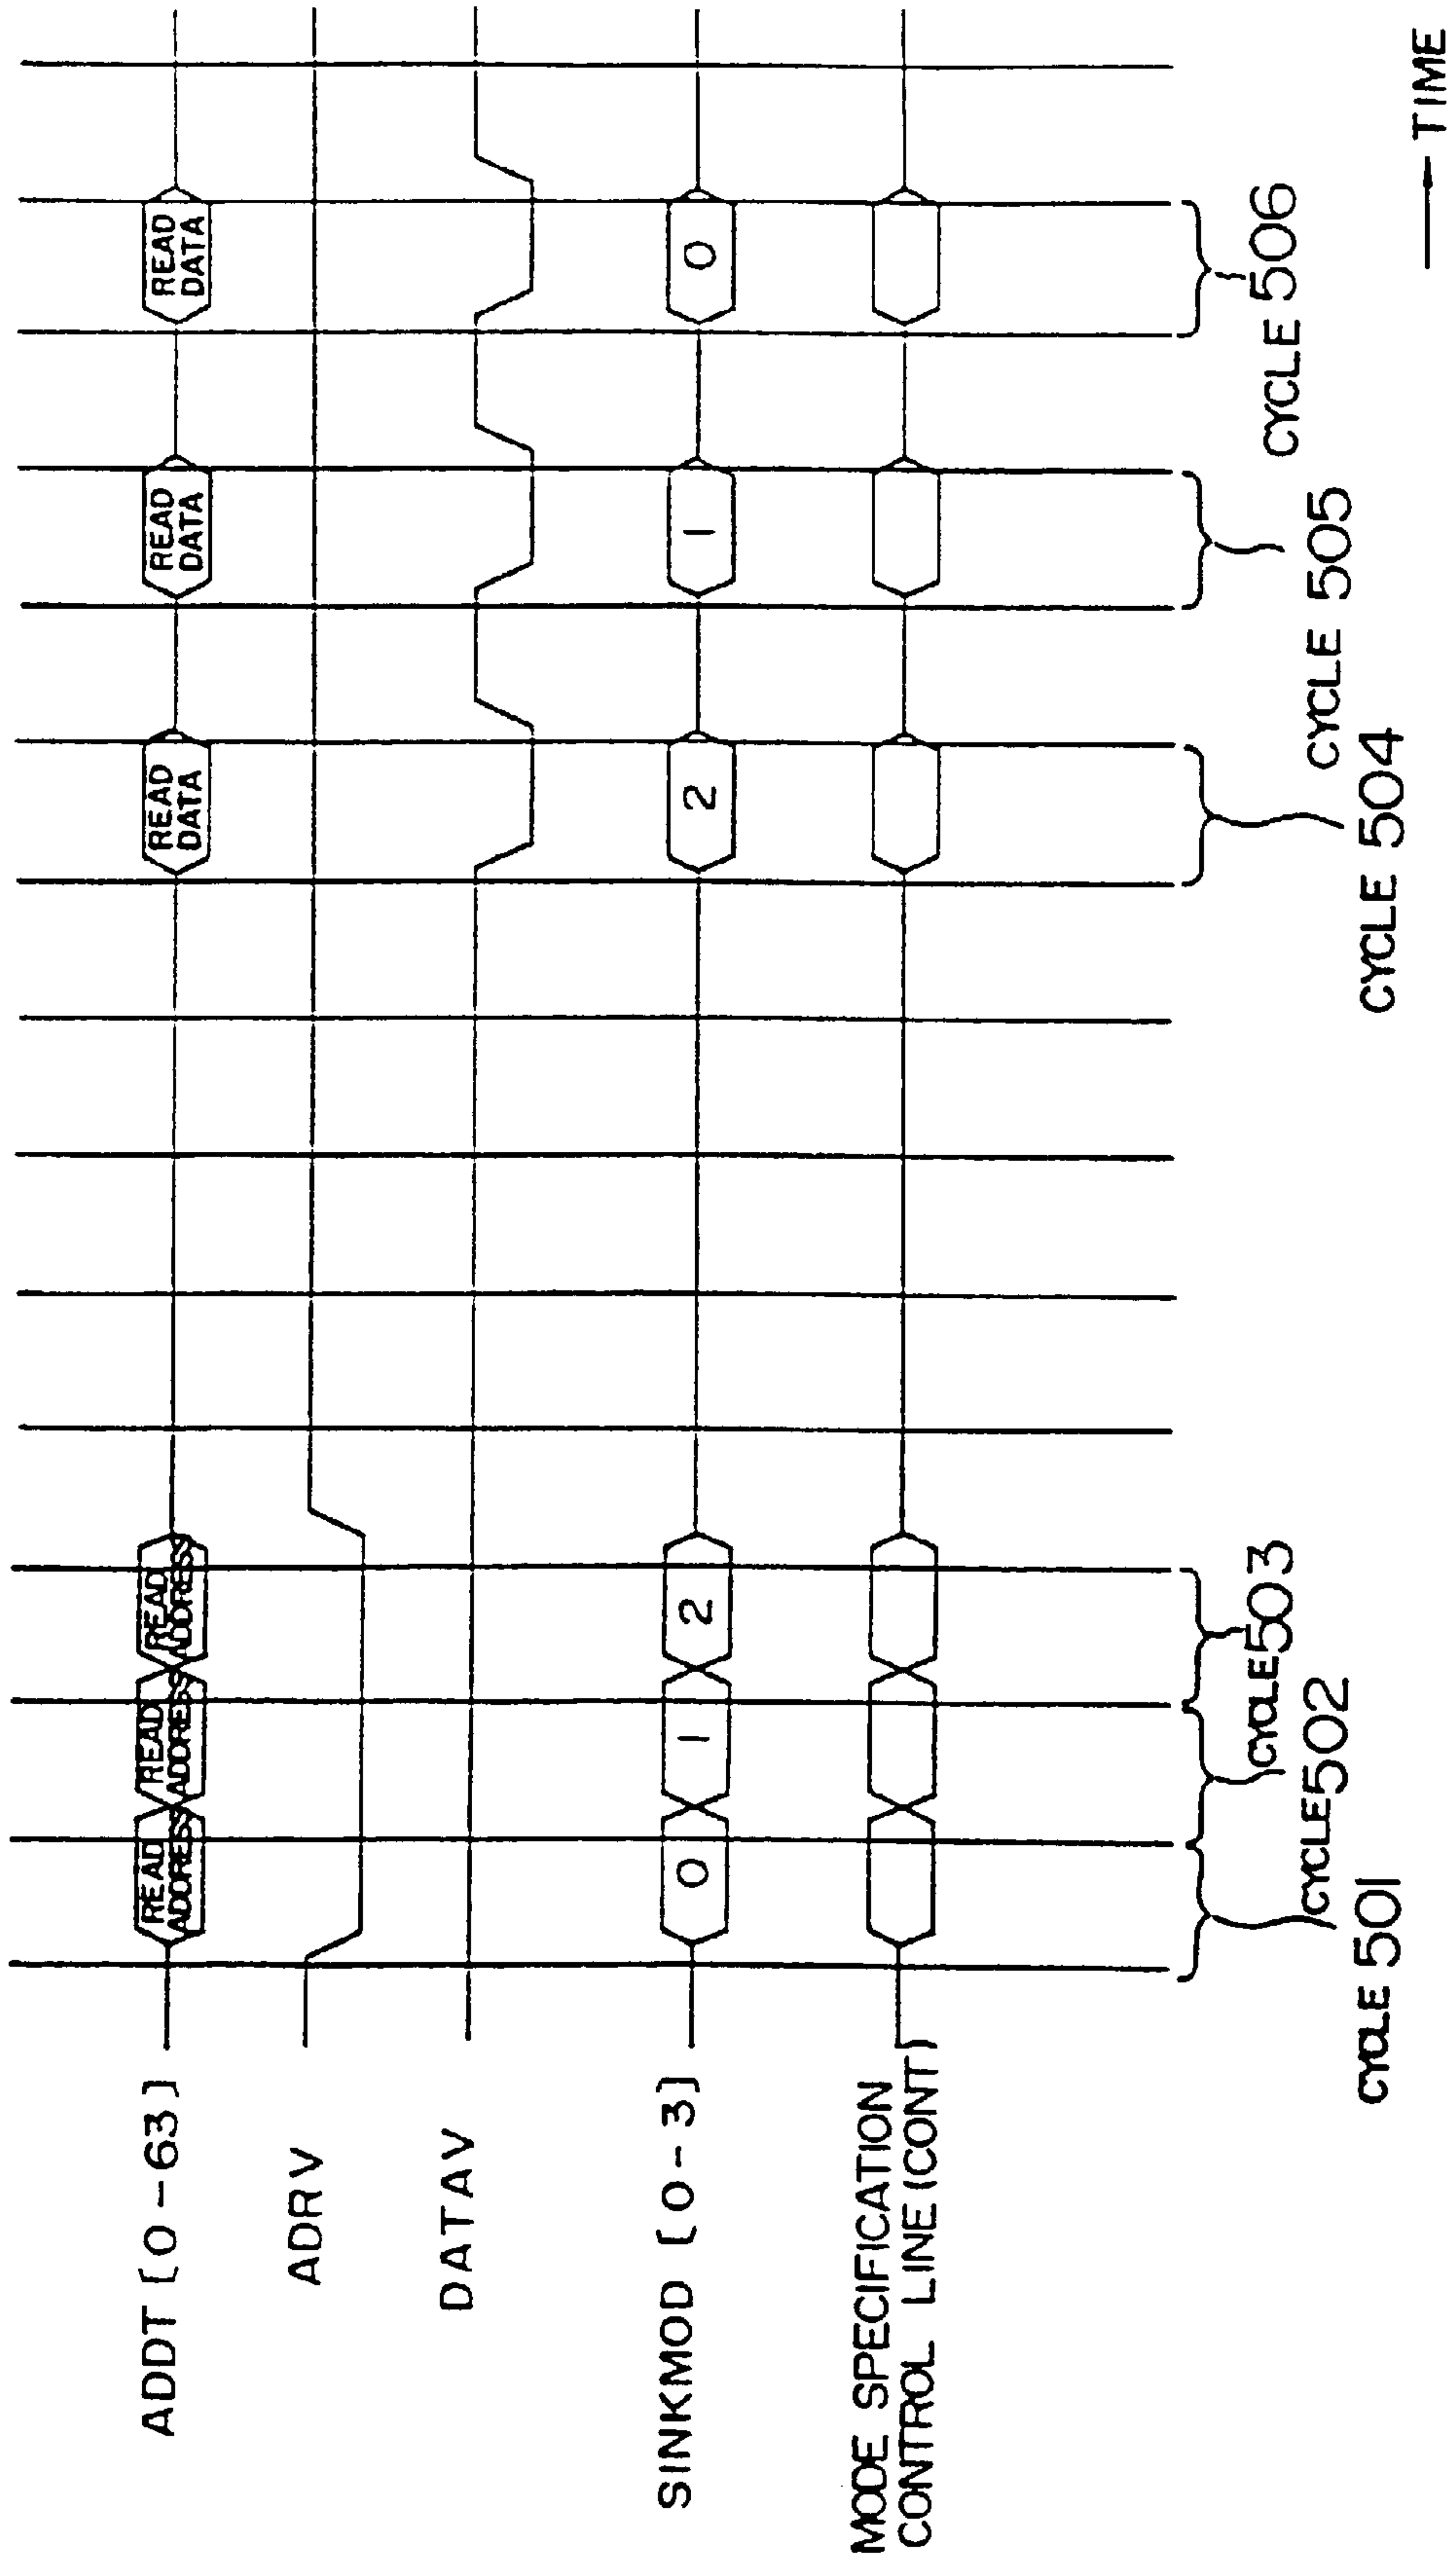 ADDT [0-63]
READ
ADDRESS
READ
ADDRESS
READ
ADDRESS
READ
DATA
READ
DATA
READ
DATA
ADRV
DATAV
SINKMOD [0-3]
0
1
2
2
1
0
MODE SPECIFICATION
CONTROL LINE (CONT)
CYCLE 501
CYCLE 502
CYCLE 503
CYCLE 504
CYCLE 505
CYCLE 506
TIME